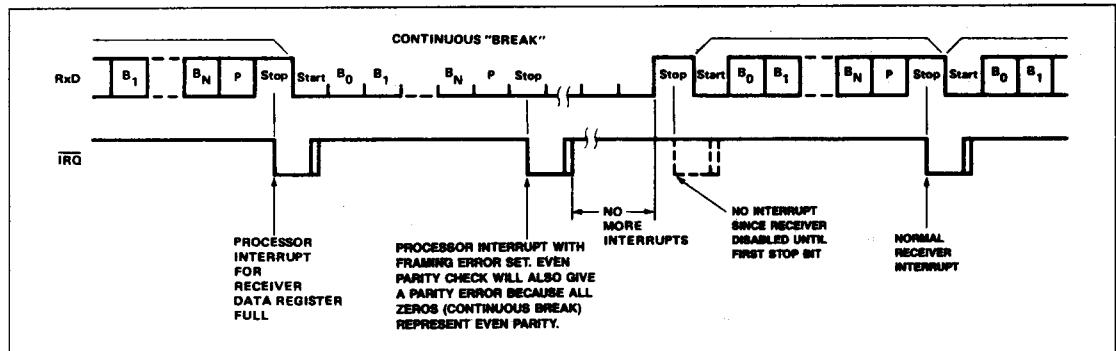 CONTINUOUS "BREAK"
RxD B1 BN P Stop Start B0 B1 BN P Stop Stop Start B0 B1 BN P Stop Start B0 B1
IRQ
NO
MORE
INTERRUPTS
NO INTERRUPT
SINCE RECEIVER
DISABLED UNTIL
FIRST STOP BIT
NORMAL
RECEIVER
INTERRUPT
PROCESSOR
INTERRUPT
FOR
RECEIVER
DATA REGISTER
FULL
PROCESSOR INTERRUPT WITH
FRAMING ERROR SET. EVEN
PARITY CHECK WILL ALSO GIVE
A PARITY ERROR BECAUSE ALL
ZEROS (CONTINUOUS BREAK)
REPRESENT EVEN PARITY.